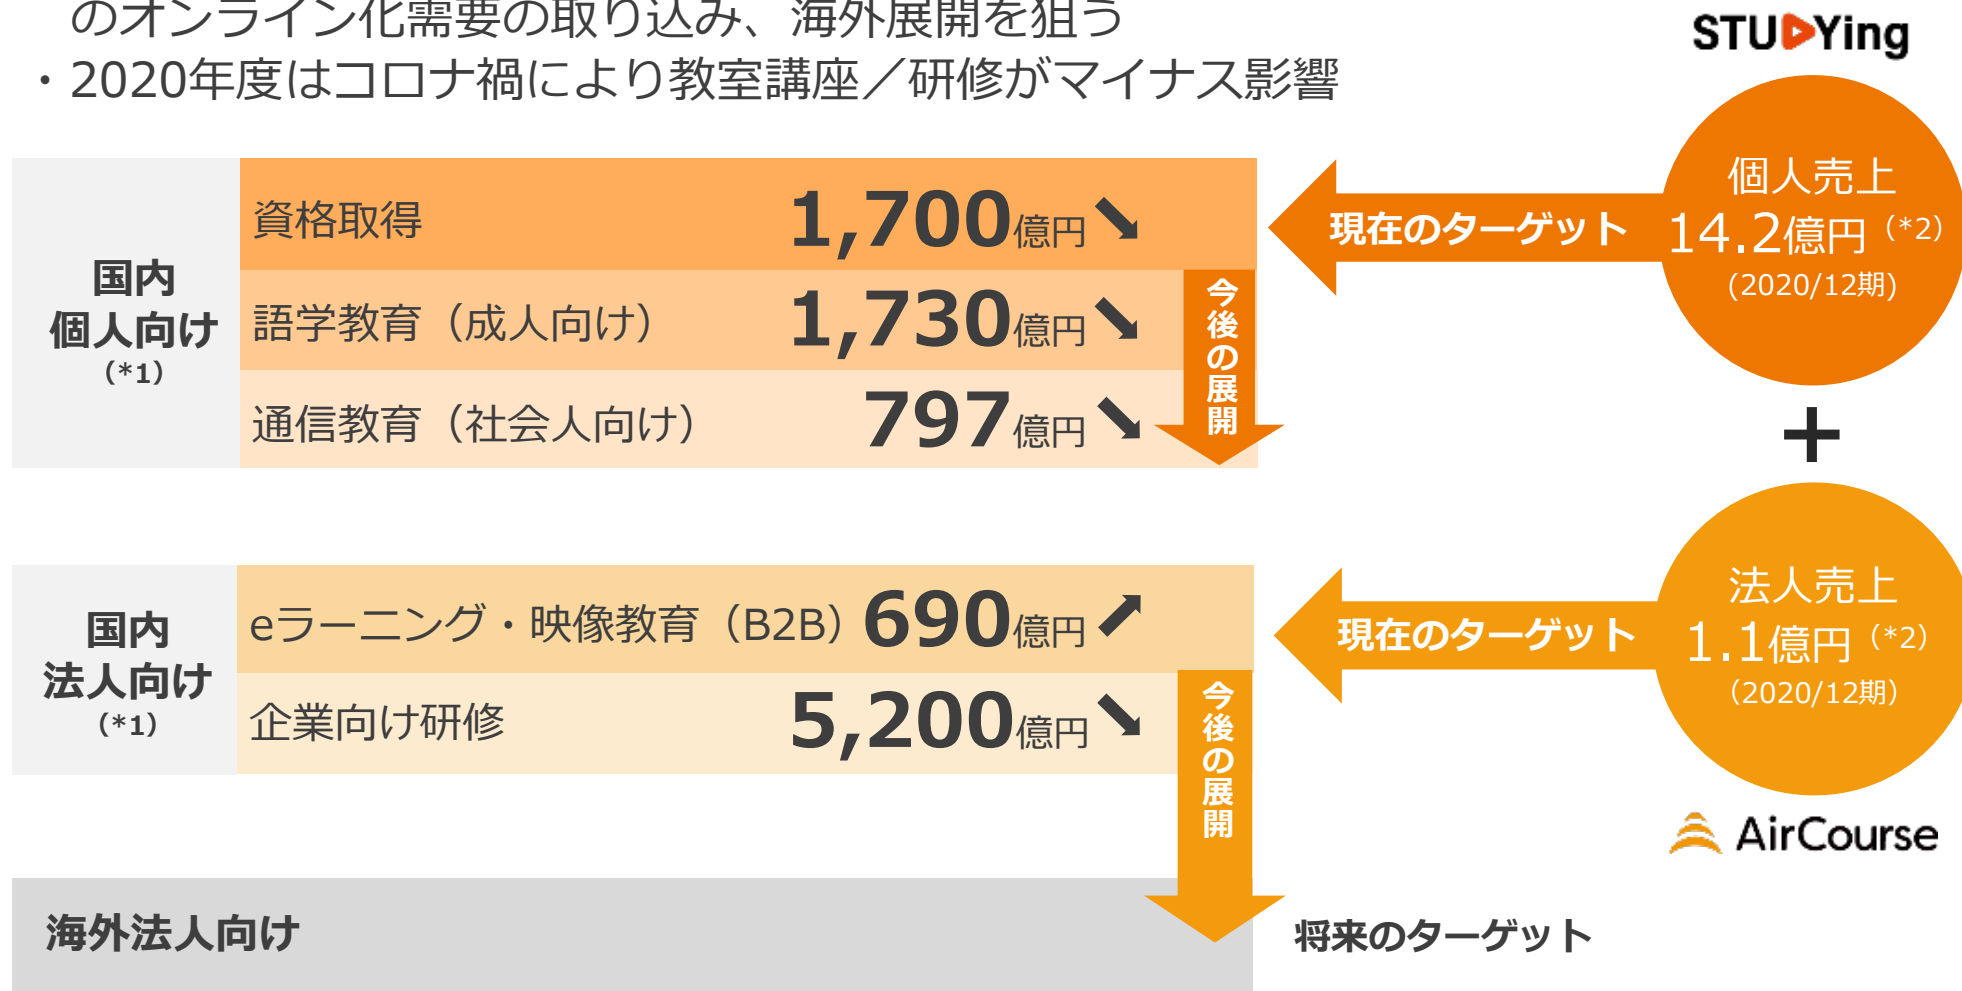 のオンライン化需要の取り込み、海外展開を狙う
・2020年度はコロナ禍により教室講座／研修がマイナス影響
STUDYing
国内
個人向け
（*1）
資格取得 1,700億円
語学教育（成人向け） 1,730億円
通信教育（社会人向け） 797億円
今後の展開
現在のターゲット
個人売上
14.2億円（*2）
(2020/12期)
+
国内
法人向け
（*1）
eラーニング・映像教育（B2B） 690億円
企業向け研修 5,200億円
今後の展開
現在のターゲット
法人売上
1.1億円（*2）
（2020/12期）
AirCourse
海外法人向け
将来のターゲット